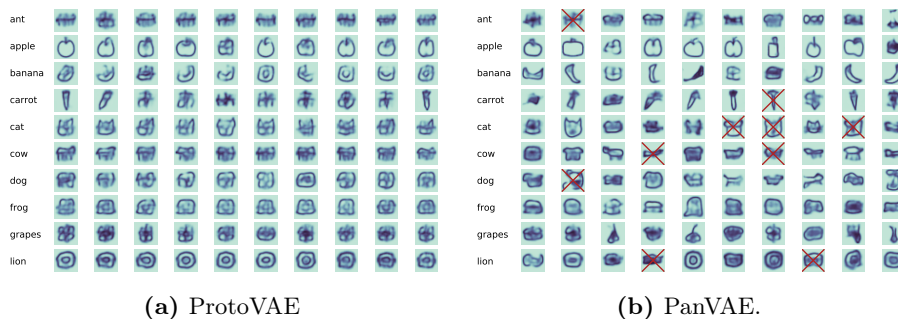 ant
apple
banana
carrot
cat
cow
dog
frog
grapes
lion
(a) ProtoVAE
ant
apple
banana
carrot
cat
cow
dog
frog
grapes
lion
(b) PanVAE.